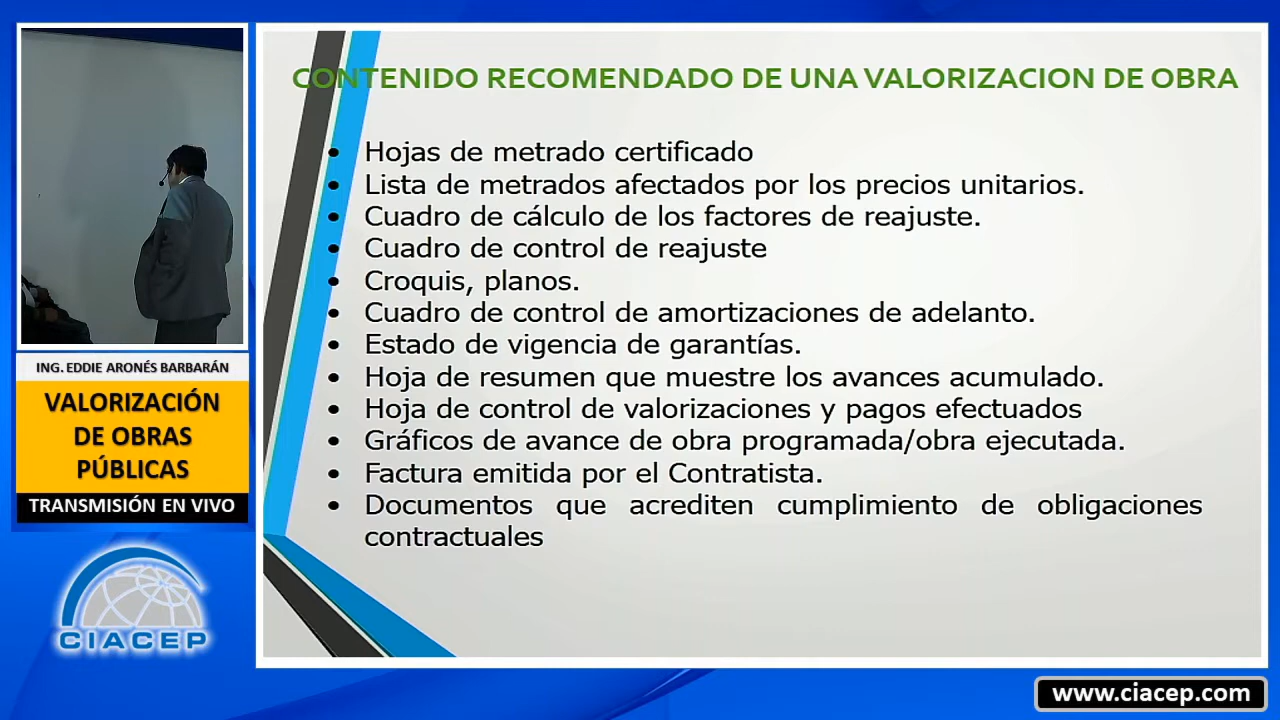 CONTENIDO RECOMENDADO DE UNA VALORIZACION DE OBRA
• Hojas de metrado certificado
• Lista de metrados afectados por los precios unitarios.
• Cuadro de cálculo de los factores de reajuste.
• Cuadro de control de reajuste
• Croquis, planos.
• Cuadro de control de amortizaciones de adelanto.
• Estado de vigencia de garantías.
• Hoja de resumen que muestre los avances acumulado.
• Hoja de control de valorizaciones y pagos efectuados
• Gráficos de avance de obra programada/obra ejecutada.
• Factura emitida por el Contratista.
• Documentos que acrediten cumplimiento de obligaciones
contractuales
ING. EDDIE ARONÉS BARBARÁN
VALORIZACIÓN
DE OBRAS
PÚBLICAS
TRANSMISIÓN EN VIVO
CIACEP
www.ciacep.com